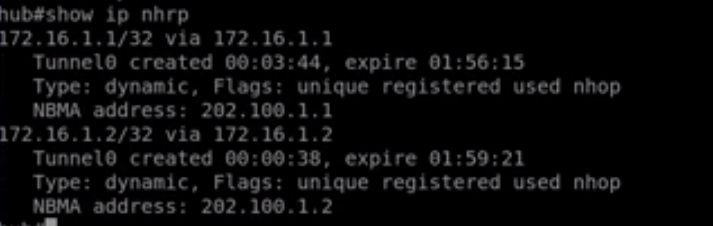 hub#show ip nhrp
172.16.1.1/32 via 172.16.1.1
Tunnel0 created 00:03:44, expire 01:56:15
Type: dynamic, Flags: unique registered used nhop
NBMA address: 202.100.1.1
172.16.1.2/32 via 172.16.1.2
Tunnel0 created 00:00:38, expire 01:59:21
Type: dynamic, Flags: unique registered used nhop
NBMA address: 202.100.1.2
hub#